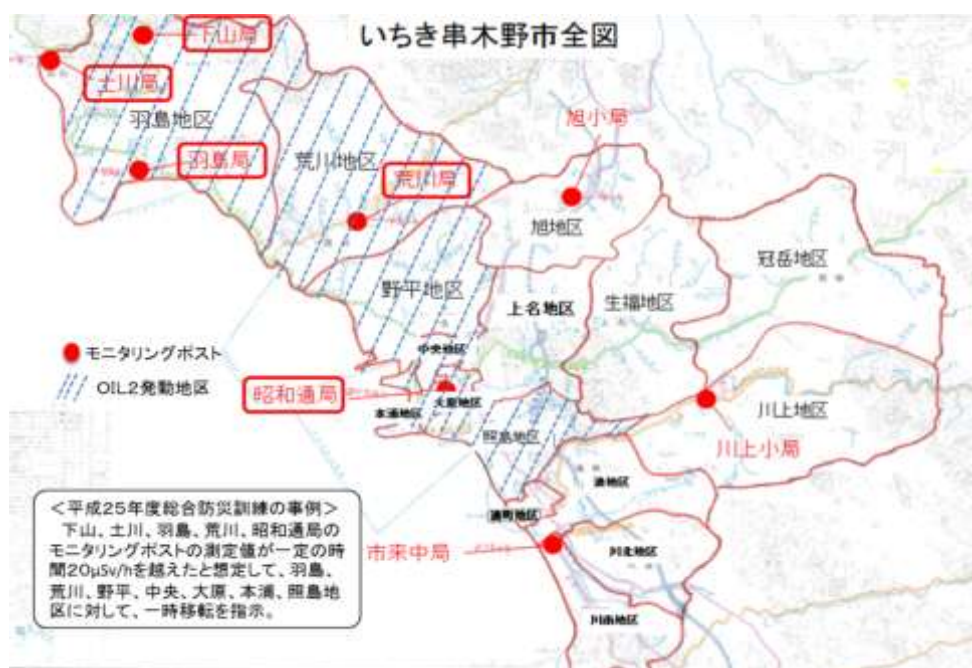 いちき串木野市全図
下山局
土川局
羽島地区
羽島局
荒川地区
荒川局
旭小局
旭地区
冠岳地区
野平地区
上名地区
生福地区
中央地区
モニタリングポスト
OIL2発動地区
昭和通局
大原地区
本浦地区
照島地区
川上地区
川上小局
湊地区
湊町地区
市来中局
川北地区
川南地区
<平成25年度総合防災訓練の事例>
下山、土川、羽島、荒川、昭和通局の
モニタリングポストの測定値が一定の時
間20μSv/hを越えたと想定して、羽島、
荒川、野平、中央、大原、本浦、照島地
区に対して、一時移転を指示。